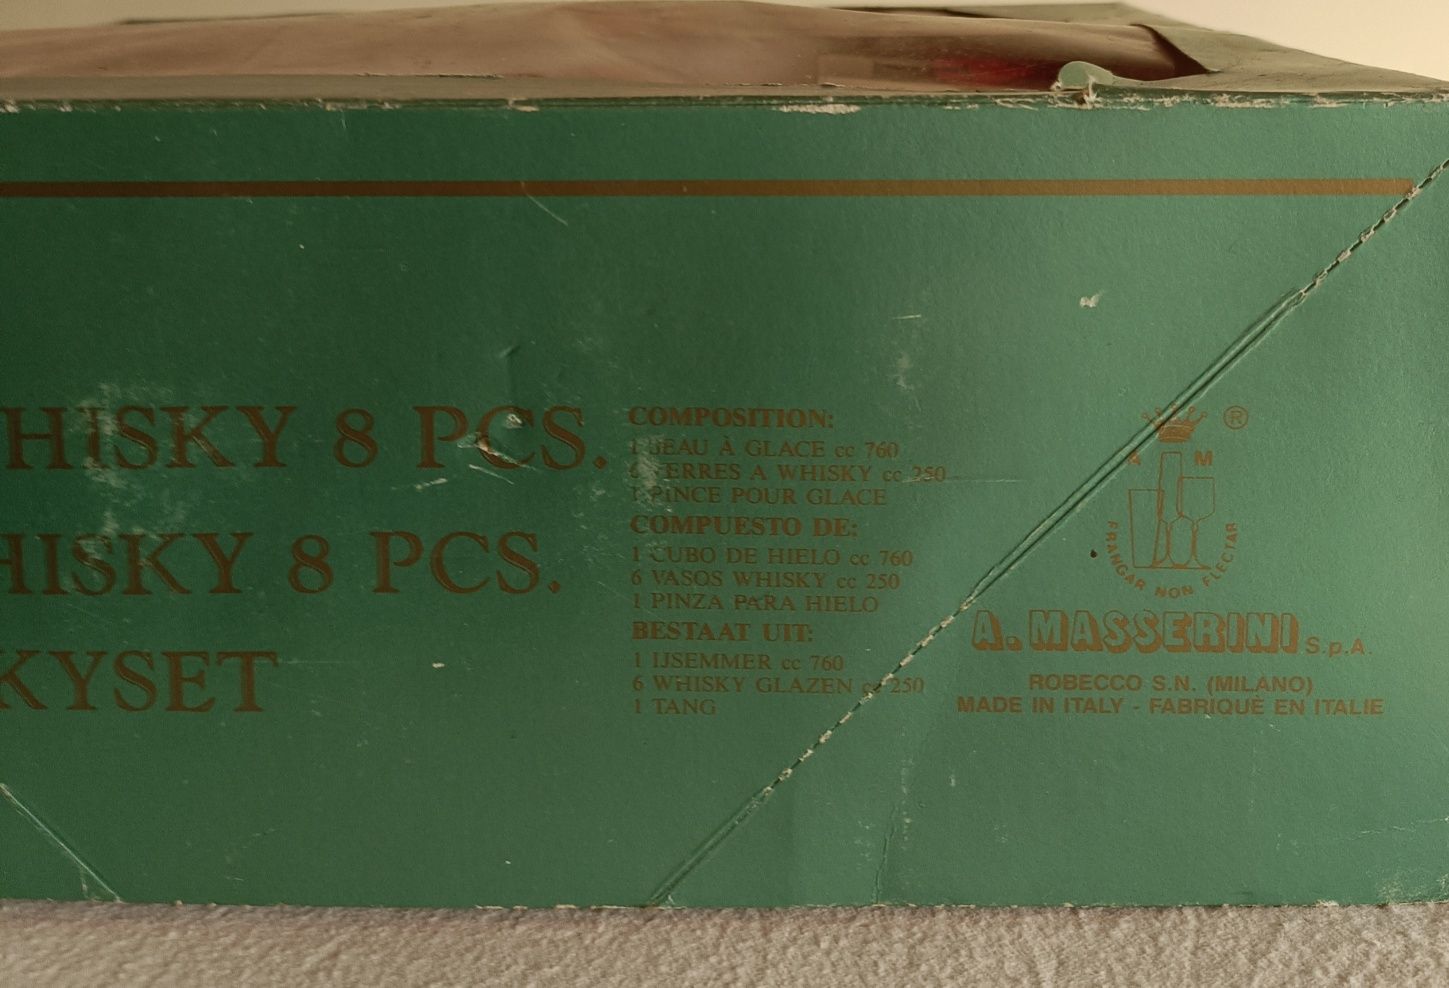 HISKY 8 PCS.
HISKY 8 PCS.
KYSET
COMPOSITION:
1 SEAU À GLACE cc 760
6 VERRES A WHISKY cc 250
1 PINCE POUR GLACE
COMPUESTO DE:
1 CUBO DE HIELO cc 760
6 VASOS WHISKY cc 250
1 PINZA PARA HIELO
BESTAAT UIT:
1 IJSEMMER cc 760
6 WHISKY GLAZEN cc 250
1 TANG
®
A M
FRANGAR NON FLECTAR
A. MASSERINI S.p.A.
ROBECCO S.N. (MILANO)
MADE IN ITALY - FABRIQUÈ EN ITALIE